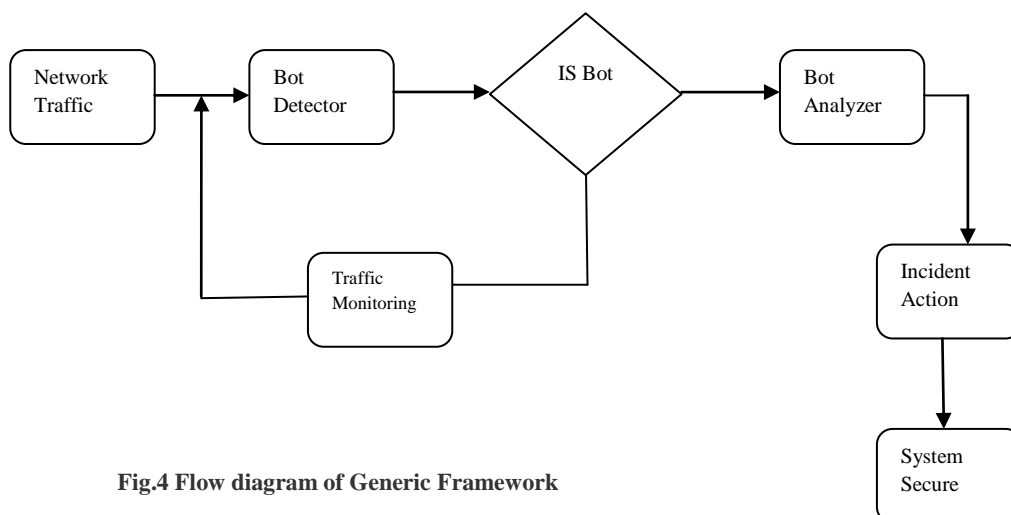 Network
Traffic
Bot
Detector
IS Bot
Bot
Analyzer
Traffic
Monitoring
Incident
Action
System
Secure
Fig.4 Flow diagram of Generic Framework